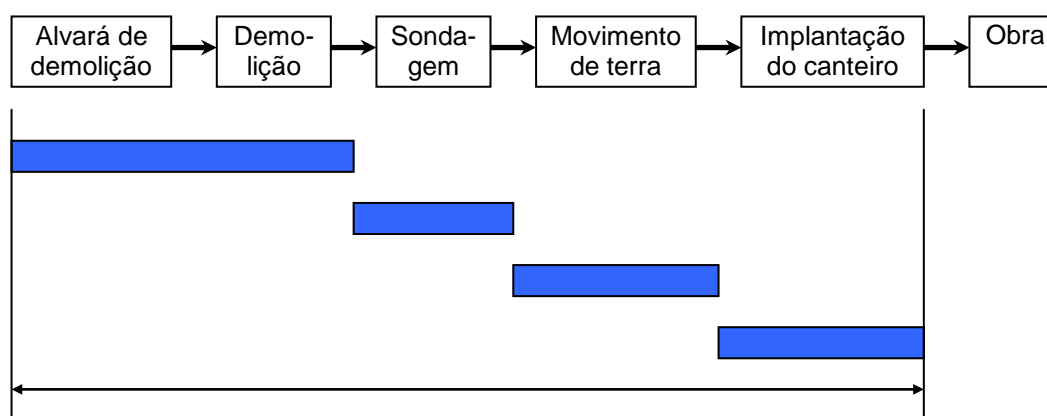 Alvará de
demolição
Demo-
lição
Sonda-
gem
Movimento
de terra
Implantação
do canteiro
Obra